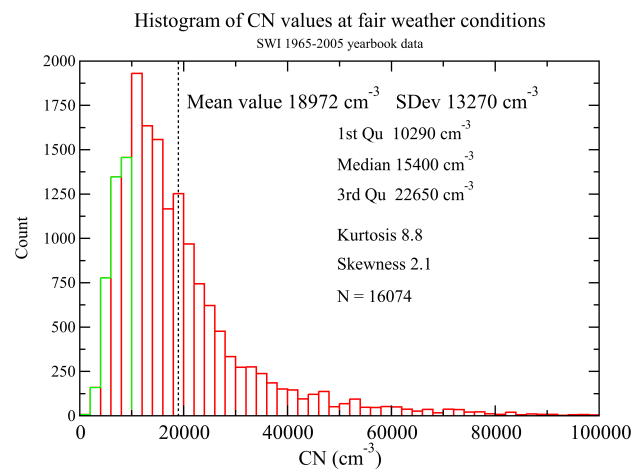 Histogram of CN values at fair weather conditions
SWI 1965-2005 yearbook data
2000
1750
1500
1250
1000
750
500
250
0
Count
Mean value 18972 cm⁻³ SDev 13270 cm⁻³
1st Qu 10290 cm⁻³
Median 15400 cm⁻³
3rd Qu 22650 cm⁻³
Kurtosis 8.8
Skewness 2.1
N = 16074
0 20000 40000 60000 80000 100000
CN (cm⁻³)